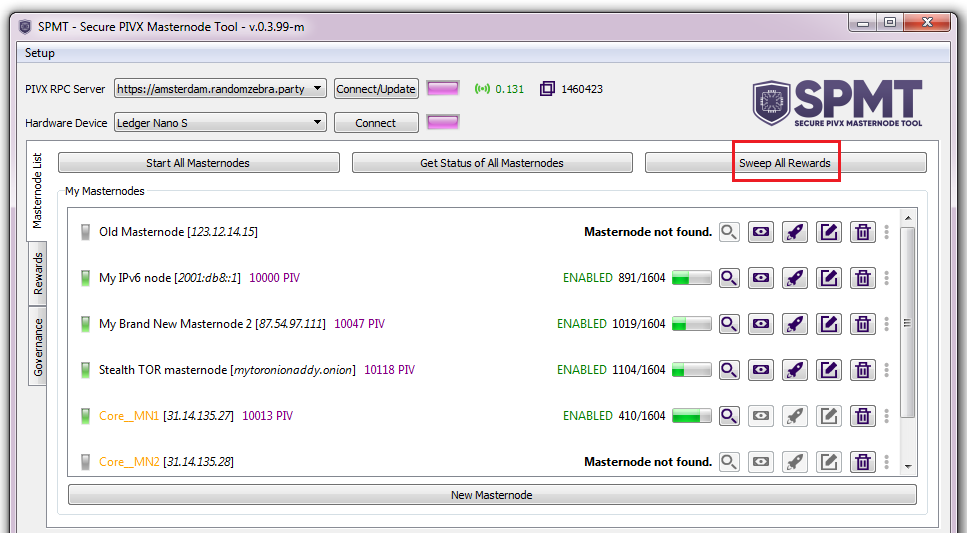 SPMT - Secure PIVX Masternode Tool - v.0.3.99-m
Setup
PIVX RPC Server https://amsterdam.randomzebra.party Connect/Update 0.131 1460423
Hardware Device Ledger Nano S Connect
SPMT
SECURE PIVX MASTERNODE TOOL
Masternode List
Rewards
Governance
Start All Masternodes Get Status of All Masternodes Sweep All Rewards
My Masternodes
Old Masternode [123.12.14.15] Masternode not found.
My IPv6 node [2001:db8::1] 10000 PIV ENABLED 891/1604
My Brand New Masternode 2 [87.54.97.111] 10047 PIV ENABLED 1019/1604
Stealth TOR masternode [mytoronionaddy.onion] 10118 PIV ENABLED 1104/1604
Core__MN1 [31.14.135.27] 10013 PIV ENABLED 410/1604
Core__MN2 [31.14.135.28] Masternode not found.
New Masternode